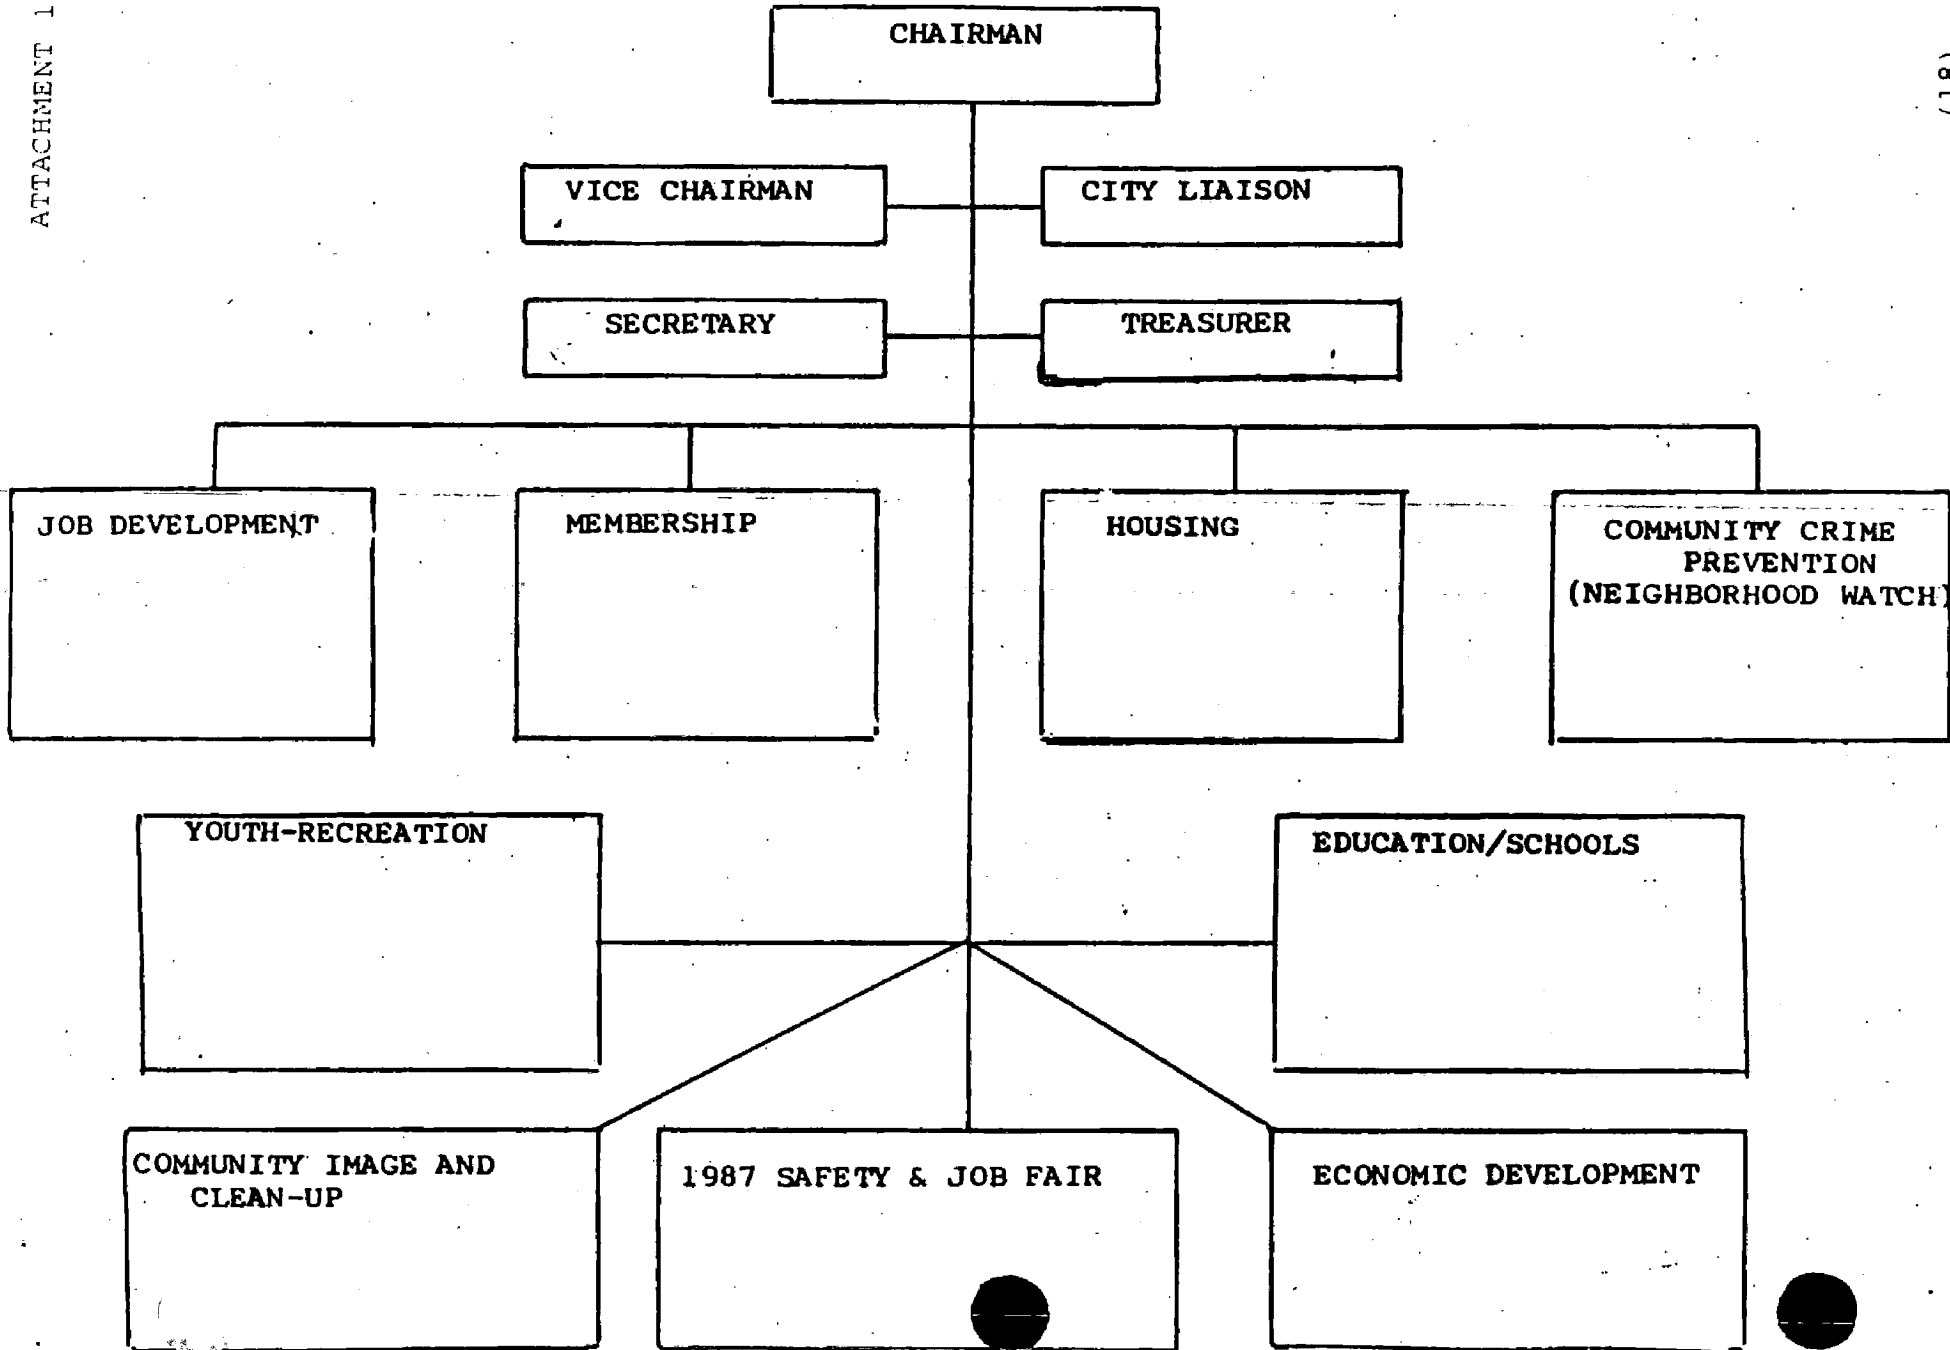 ATTACHMENT 1
CHAIRMAN
VICE CHAIRMAN
CITY LIAISON
SECRETARY
TREASURER
JOB DEVELOPMENT
MEMBERSHIP
HOUSING
COMMUNITY CRIME
PREVENTION
(NEIGHBORHOOD WATCH)
YOUTH-RECREATION
EDUCATION/SCHOOLS
COMMUNITY IMAGE AND
CLEAN-UP
1987 SAFETY & JOB FAIR
ECONOMIC DEVELOPMENT